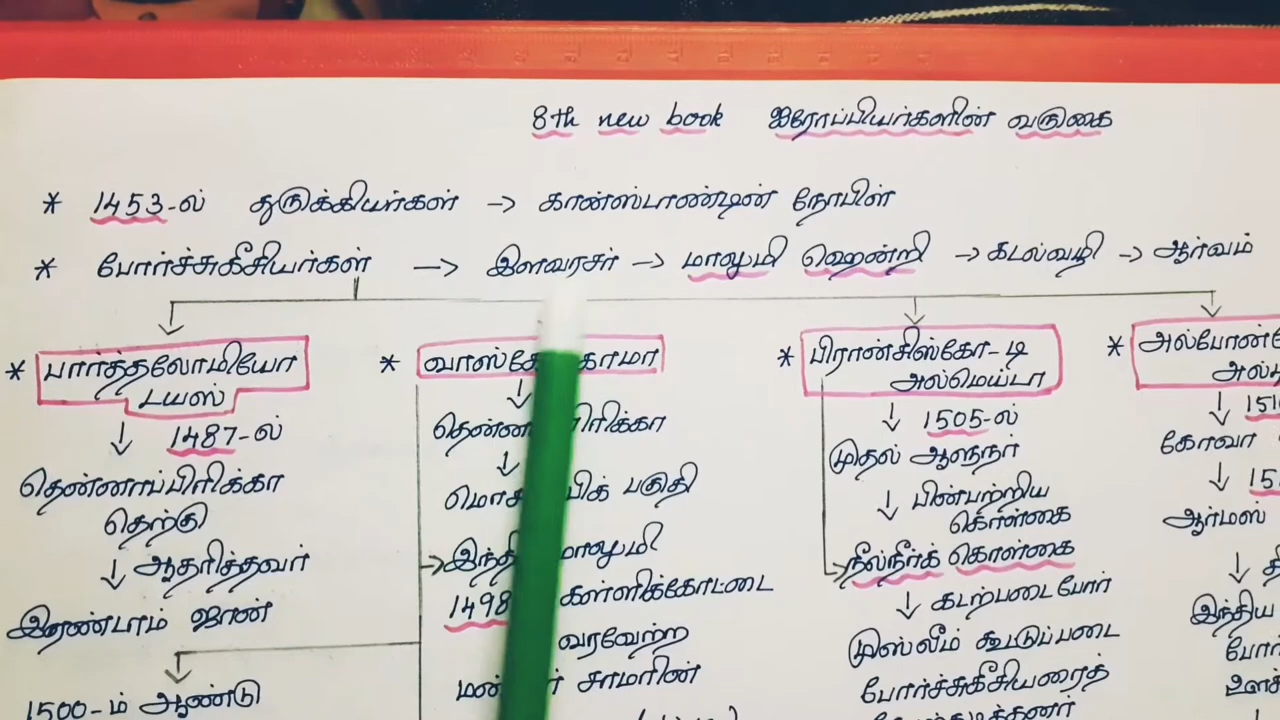 8th new book ஐரோப்பியர்களின் வருகை
* 1453-ல் துருக்கியர்கள் → கான்ஸ்டாண்டின் நோபிள்
* போர்ச்சுகீசியர்கள் → இளவரசர் → மாலுமி ஹென்றி → கடல்வழி → ஆர்வம்
* பார்த்தலோமியோ
டயஸ்
↓ 1487-ல்
தென்னாப்பிரிக்கா
தெற்கு
↓ ஆதரித்தவர்
இரண்டாம் ஜான்
1500-ம் ஆண்டு
* வாஸ்கோ காமா
↓
↓
பகுதி
மாலுமி
1498 கள்ளிக்கோட்டை
வரவேற்ற
சாமரின்
* பிரான்சிஸ்கோ-டி
அல்மெய்டா
↓ 1505-ல்
முதல் ஆளுநர்
↓ பின்பற்றிய
கொள்கை
நீல்நீர்க் கொள்கை
↓ கடற்படை போர்
முஸ்லீம் கூட்டுப்படை
போர்ச்சுகீசியரைத்
*
↓
கோவா
↓
ஆர்மஸ்
↓
இந்திய